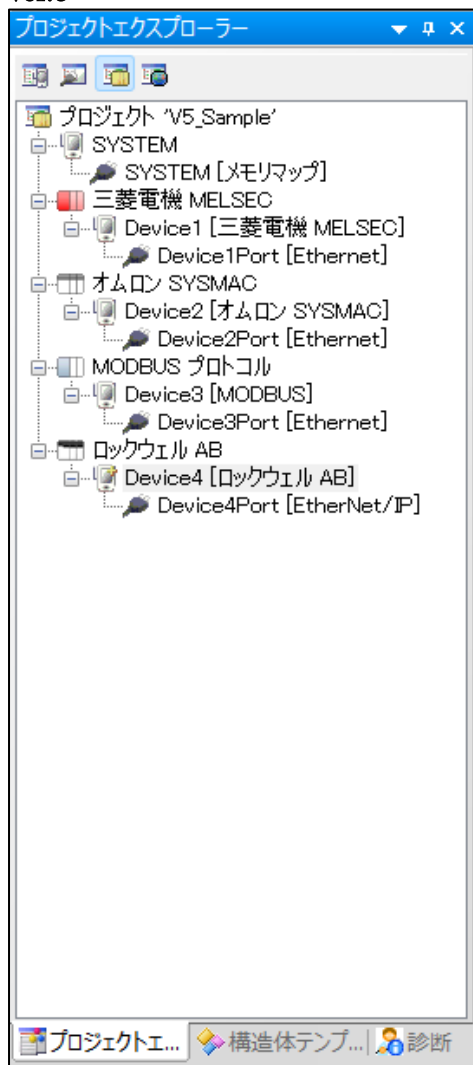 プロジェクトエクスプローラー
プロジェクト 'V5_Sample'
SYSTEM
SYSTEM [メモリマップ]
三菱電機 MELSEC
Device1 [三菱電機 MELSEC]
Device1Port [Ethernet]
オムロン SYSMAC
Device2 [オムロン SYSMAC]
Device2Port [Ethernet]
MODBUS プロトコル
Device3 [MODBUS]
Device3Port [Ethernet]
ロックウェル AB
Device4 [ロックウェル AB]
Device4Port [EtherNet/IP]
プロジェクトエ... 構造体テンプ... 診断